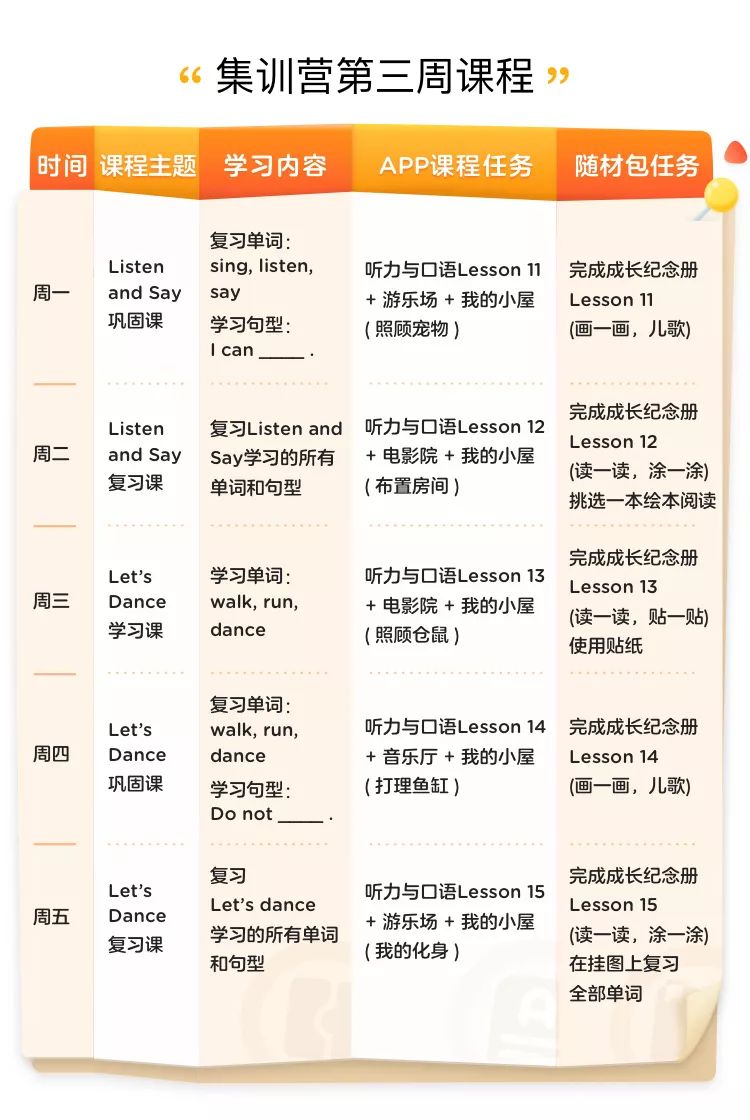 “ 集训营第三周课程 ”
时间
课程主题
学习内容
APP课程任务
随材包任务
周一
Listen
and Say
巩固课
复习单词：
sing, listen,
say
学习句型：
I can ____ .
听力与口语Lesson 11
+ 游乐场 + 我的小屋
( 照顾宠物 )
完成成长纪念册
Lesson 11
(画一画，儿歌)
周二
Listen
and Say
复习课
复习Listen and
Say学习的所有
单词和句型
听力与口语Lesson 12
+ 电影院 + 我的小屋
( 布置房间 )
完成成长纪念册
Lesson 12
(读一读，涂一涂)
挑选一本绘本阅读
周三
Let’s
Dance
学习课
学习单词：
walk, run,
dance
听力与口语Lesson 13
+ 电影院 + 我的小屋
( 照顾仓鼠 )
完成成长纪念册
Lesson 13
(读一读，贴一贴)
使用贴纸
周四
Let’s
Dance
巩固课
复习单词：
walk, run,
dance
学习句型：
Do not ____ .
听力与口语Lesson 14
+ 音乐厅 + 我的小屋
( 打理鱼缸 )
完成成长纪念册
Lesson 14
(画一画，儿歌)
周五
Let’s
Dance
复习课
复习
Let’s dance
学习的所有单词
和句型
听力与口语Lesson 15
+ 游乐场 + 我的小屋
( 我的化身 )
完成成长纪念册
Lesson 15
(读一读，涂一涂)
在挂图上复习
全部单词